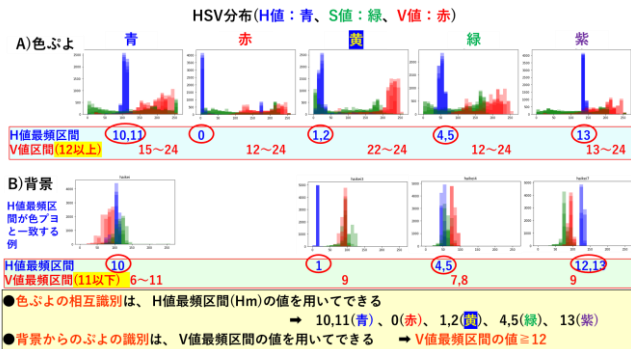 HSV分布(H値：青、S値：緑、V値：赤)
A)色ぷよ
青 赤 黄 緑 紫
H値最頻区間 10,11 0 1,2 4,5 13
V値区間(12以上) 15～24 12～24 22～24 12～24 13～24
B)背景
H値最頻区間が色プヨと一致する例
H値最頻区間 10 1 4,5 12,13
V値最頻区間(11以下) 6～11 9 7,8 9
●色ぷよの相互識別は、H値最頻区間(Hm)の値を用いてできる
➡ 10,11(青) 、0(赤)、 1,2(黄)、 4,5(緑)、 13(紫)
●背景からのぷよの識別は、V値最頻区間の値を用いてできる ➡ V値最頻区間の値≧12